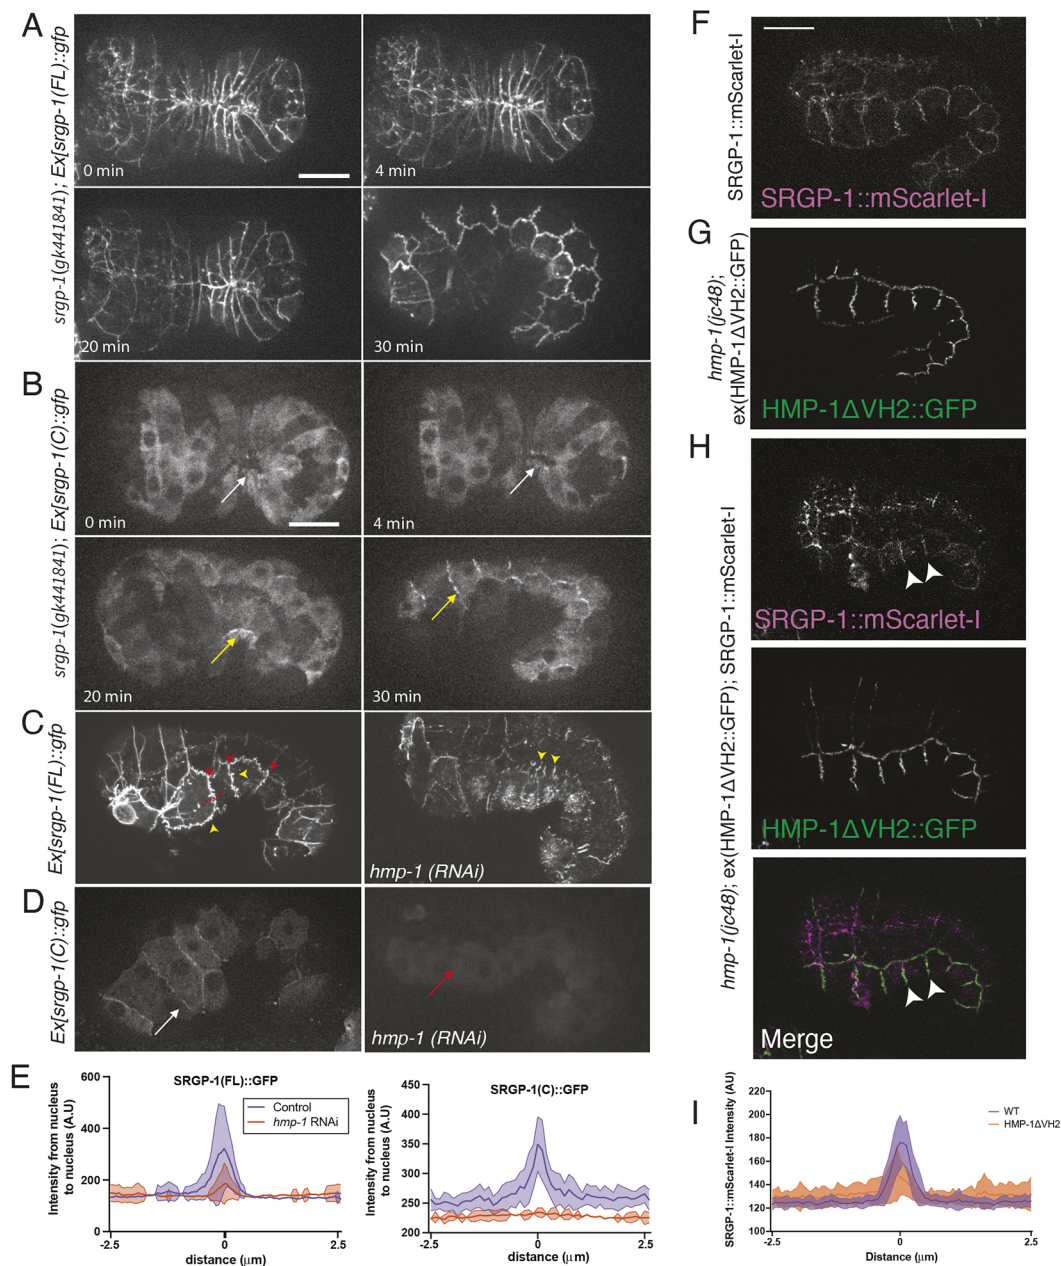 A
srgp-1(gk441841); Ex[srgp-1(FL)::gfp
0 min
4 min
20 min
30 min
B
srgp-1(gk441841); Ex[srgp-1(C)::gfp
0 min
4 min
20 min
30 min
C
Ex[srgp-1(FL)::gfp
hmp-1 (RNAi)
D
Ex[srgp-1(C)::gfp
hmp-1 (RNAi)
E
SRGP-1(FL)::GFP
Intensity from nucleus
to nucleus (A.U)
600
400
200
0
-2.5
0
2.5
distance (μm)
Control
hmp-1 RNAi
SRGP-1(C)::GFP
Intensity from nucleus
to nucleus (A.U)
450
400
350
300
250
200
-2.5
0
2.5
distance (μm)
F
SRGP-1::mScarlet-I
SRGP-1::mScarlet-I
G
hmp-1(jc48);
ex(HMP-1ΔVH2::GFP)
HMP-1ΔVH2::GFP
H
hmp-1(jc48); ex(HMP-1ΔVH2::GFP); SRGP-1::mScarlet-I
SRGP-1::mScarlet-I
HMP-1ΔVH2::GFP
Merge
I
SRGP-1::mScarlet-I Intensity (AU)
220
200
180
160
140
120
100
-2.5
0
2.5
Distance (μm)
WT
HMP-1ΔVH2